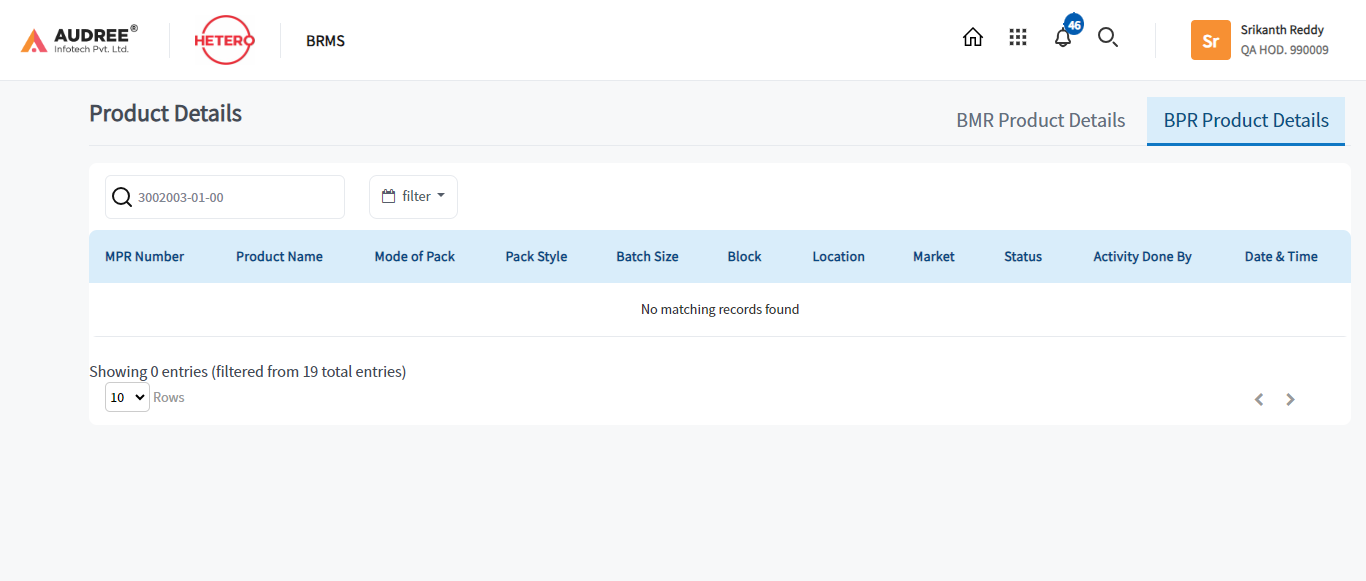 AUDREE®
Infotech Pvt. Ltd.
HETERO
BRMS
46
Sr
Srikanth Reddy
QA HOD. 990009
Product Details
BMR Product Details
BPR Product Details
3002003-01-00
filter
MPR Number Product Name Mode of Pack Pack Style Batch Size Block Location Market Status Activity Done By Date & Time
No matching records found
Showing 0 entries (filtered from 19 total entries)
10 Rows